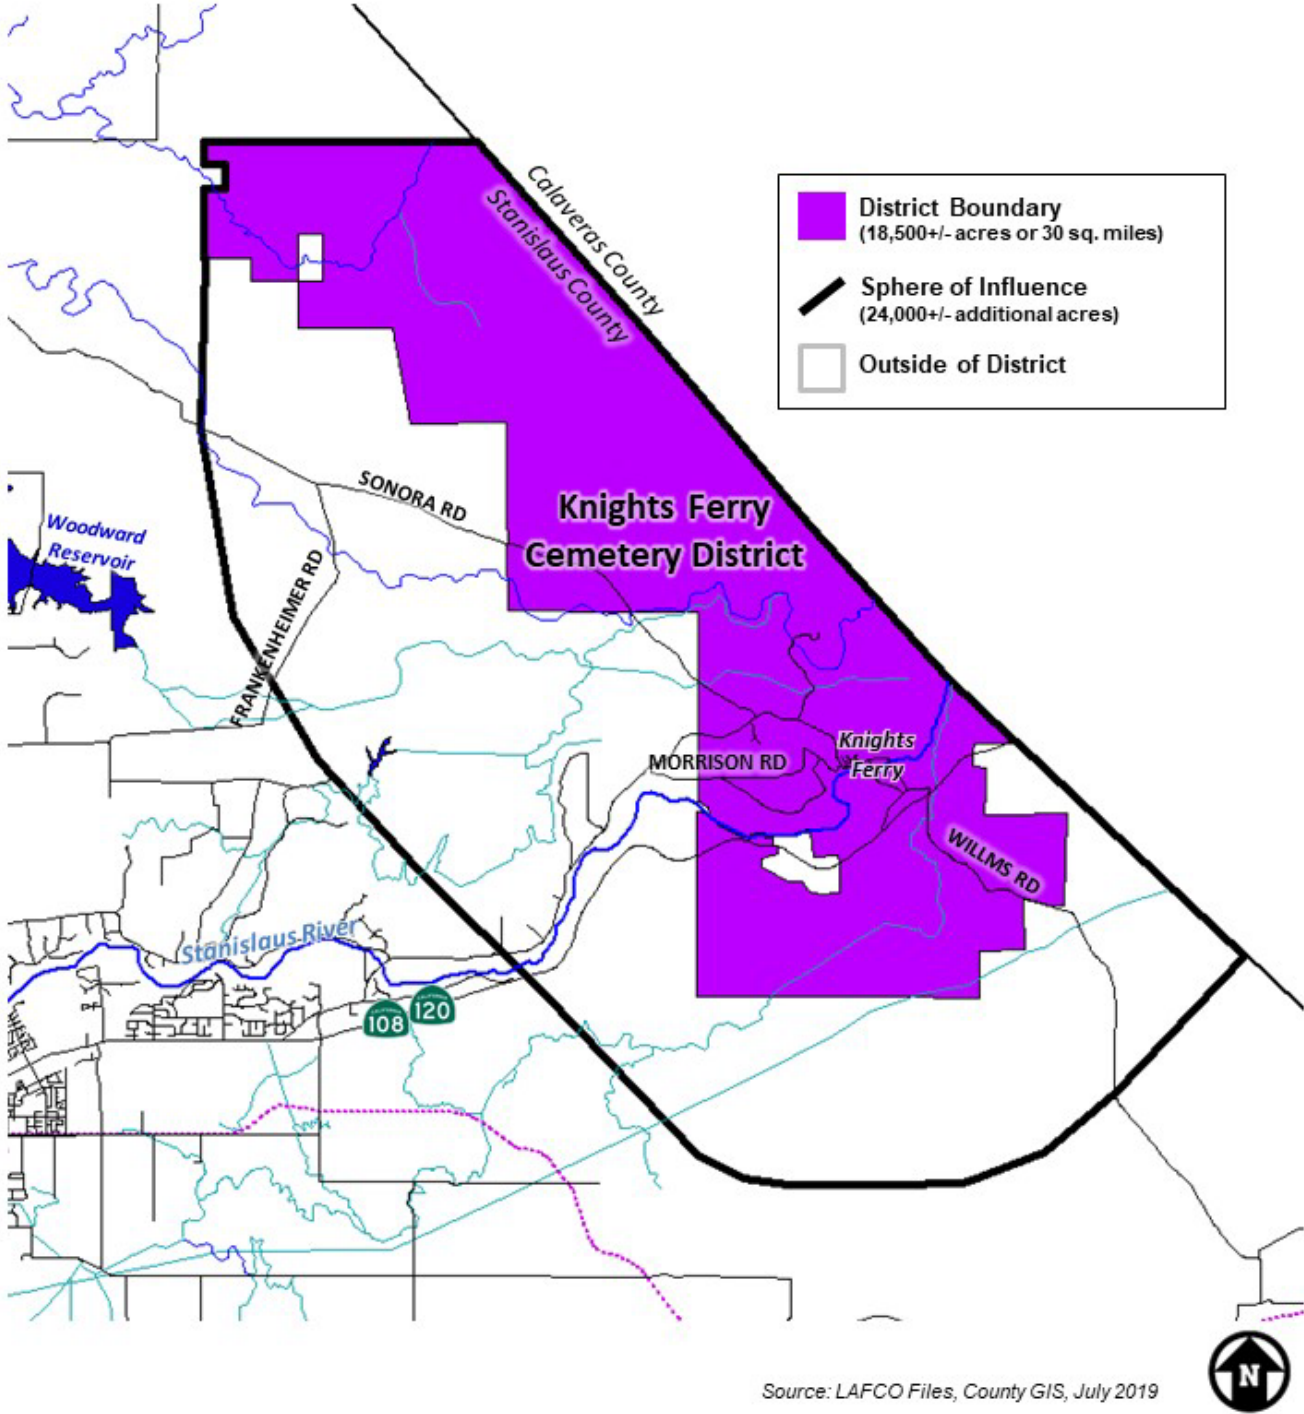 Calaveras County
Stanislaus County
District Boundary
(18,500+/- acres or 30 sq. miles)
Sphere of Influence
(24,000+/- additional acres)
Outside of District
SONORA RD
Knights Ferry
Cemetery District
Woodward
Reservoir
FRANKENHEIMER RD
MORRISON RD
Knights
Ferry
WILLMS RD
Stanislaus River
CALIFORNIA
108
CALIFORNIA
120
N
Source: LAFCO Files, County GIS, July 2019